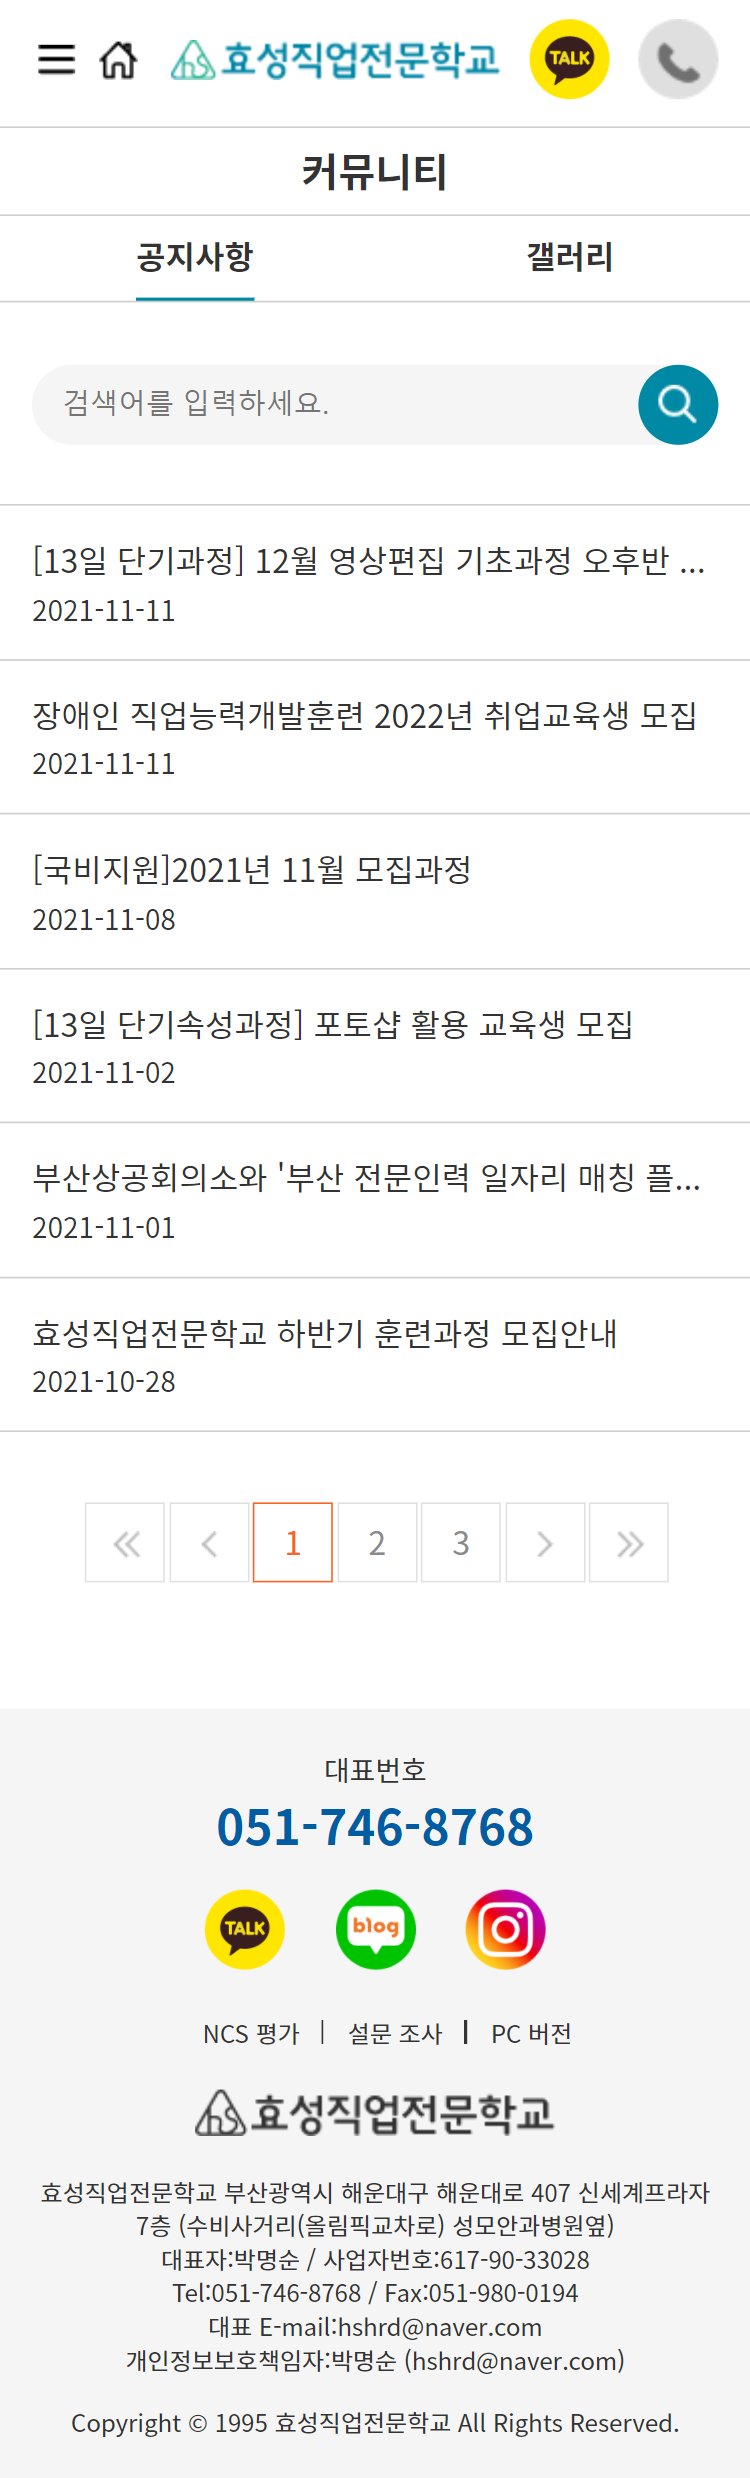 효성직업전문학교 TALK
커뮤니티
공지사항 갤러리
검색어를 입력하세요.
[13일 단기과정] 12월 영상편집 기초과정 오후반 ...
2021-11-11
장애인 직업능력개발훈련 2022년 취업교육생 모집
2021-11-11
[국비지원]2021년 11월 모집과정
2021-11-08
[13일 단기속성과정] 포토샵 활용 교육생 모집
2021-11-02
부산상공회의소와 '부산 전문인력 일자리 매칭 플...
2021-11-01
효성직업전문학교 하반기 훈련과정 모집안내
2021-10-28
1 2 3
대표번호
051-746-8768
TALK blog
NCS 평가 | 설문 조사 | PC 버전
hs 효성직업전문학교
효성직업전문학교 부산광역시 해운대구 해운대로 407 신세계프라자
7층 (수비사거리(올림픽교차로) 성모안과병원옆)
대표자:박명순 / 사업자번호:617-90-33028
Tel:051-746-8768 / Fax:051-980-0194
대표 E-mail:hshrd@naver.com
개인정보보호책임자:박명순 (hshrd@naver.com)
Copyright © 1995 효성직업전문학교 All Rights Reserved.